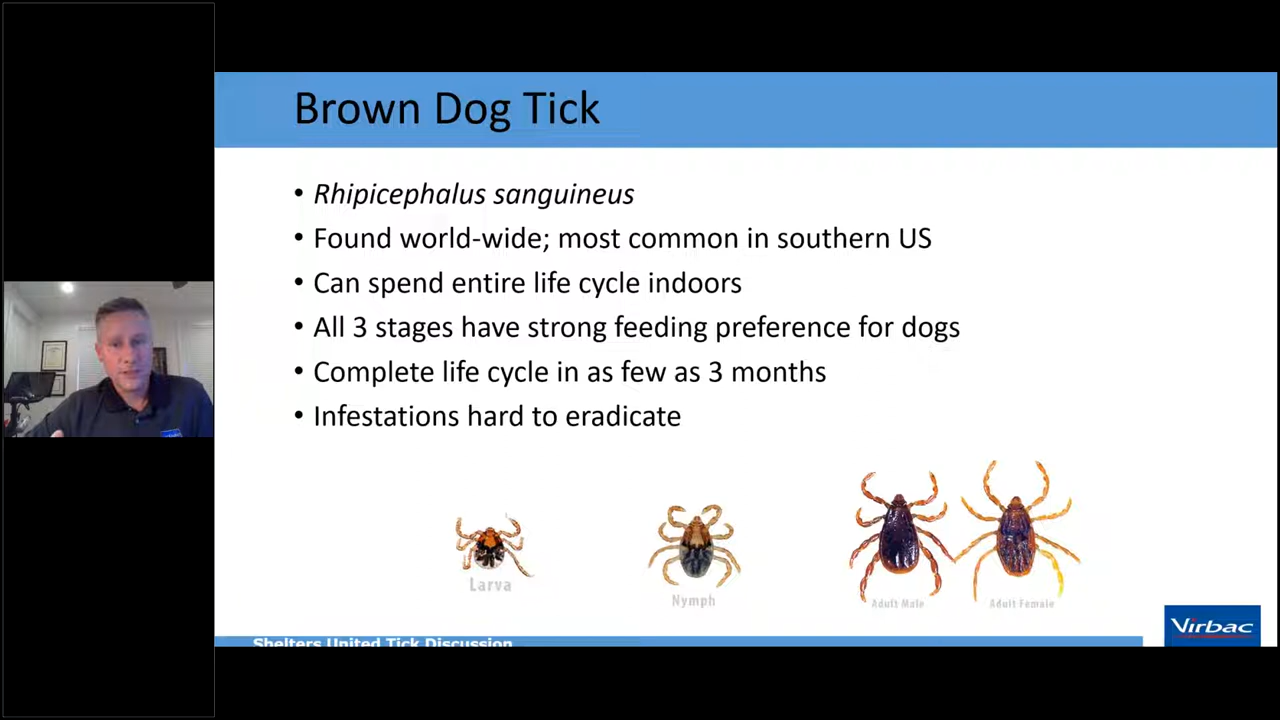 Brown Dog Tick
• Rhipicephalus sanguineus
• Found world-wide; most common in southern US
• Can spend entire life cycle indoors
• All 3 stages have strong feeding preference for dogs
• Complete life cycle in as few as 3 months
• Infestations hard to eradicate
Larva
Nymph
Adult Male
Adult Female
Shelters United Tick Discussion
Virbac